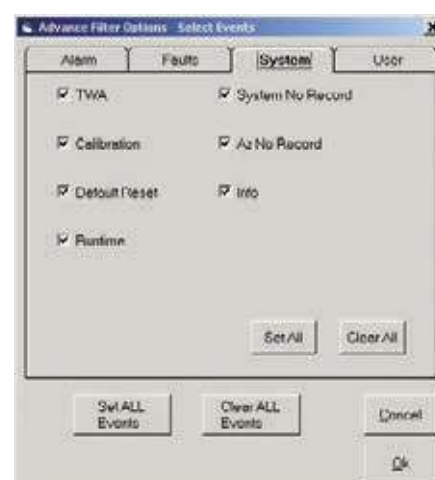 Advance Filter Options - Select Events
Alarm Faults System User
TWA System No Record
Calibration Az No Record
Default Reset Info
Runtime
Set All Clear All
Set ALL Events Clear ALL Events Cancel
Ok